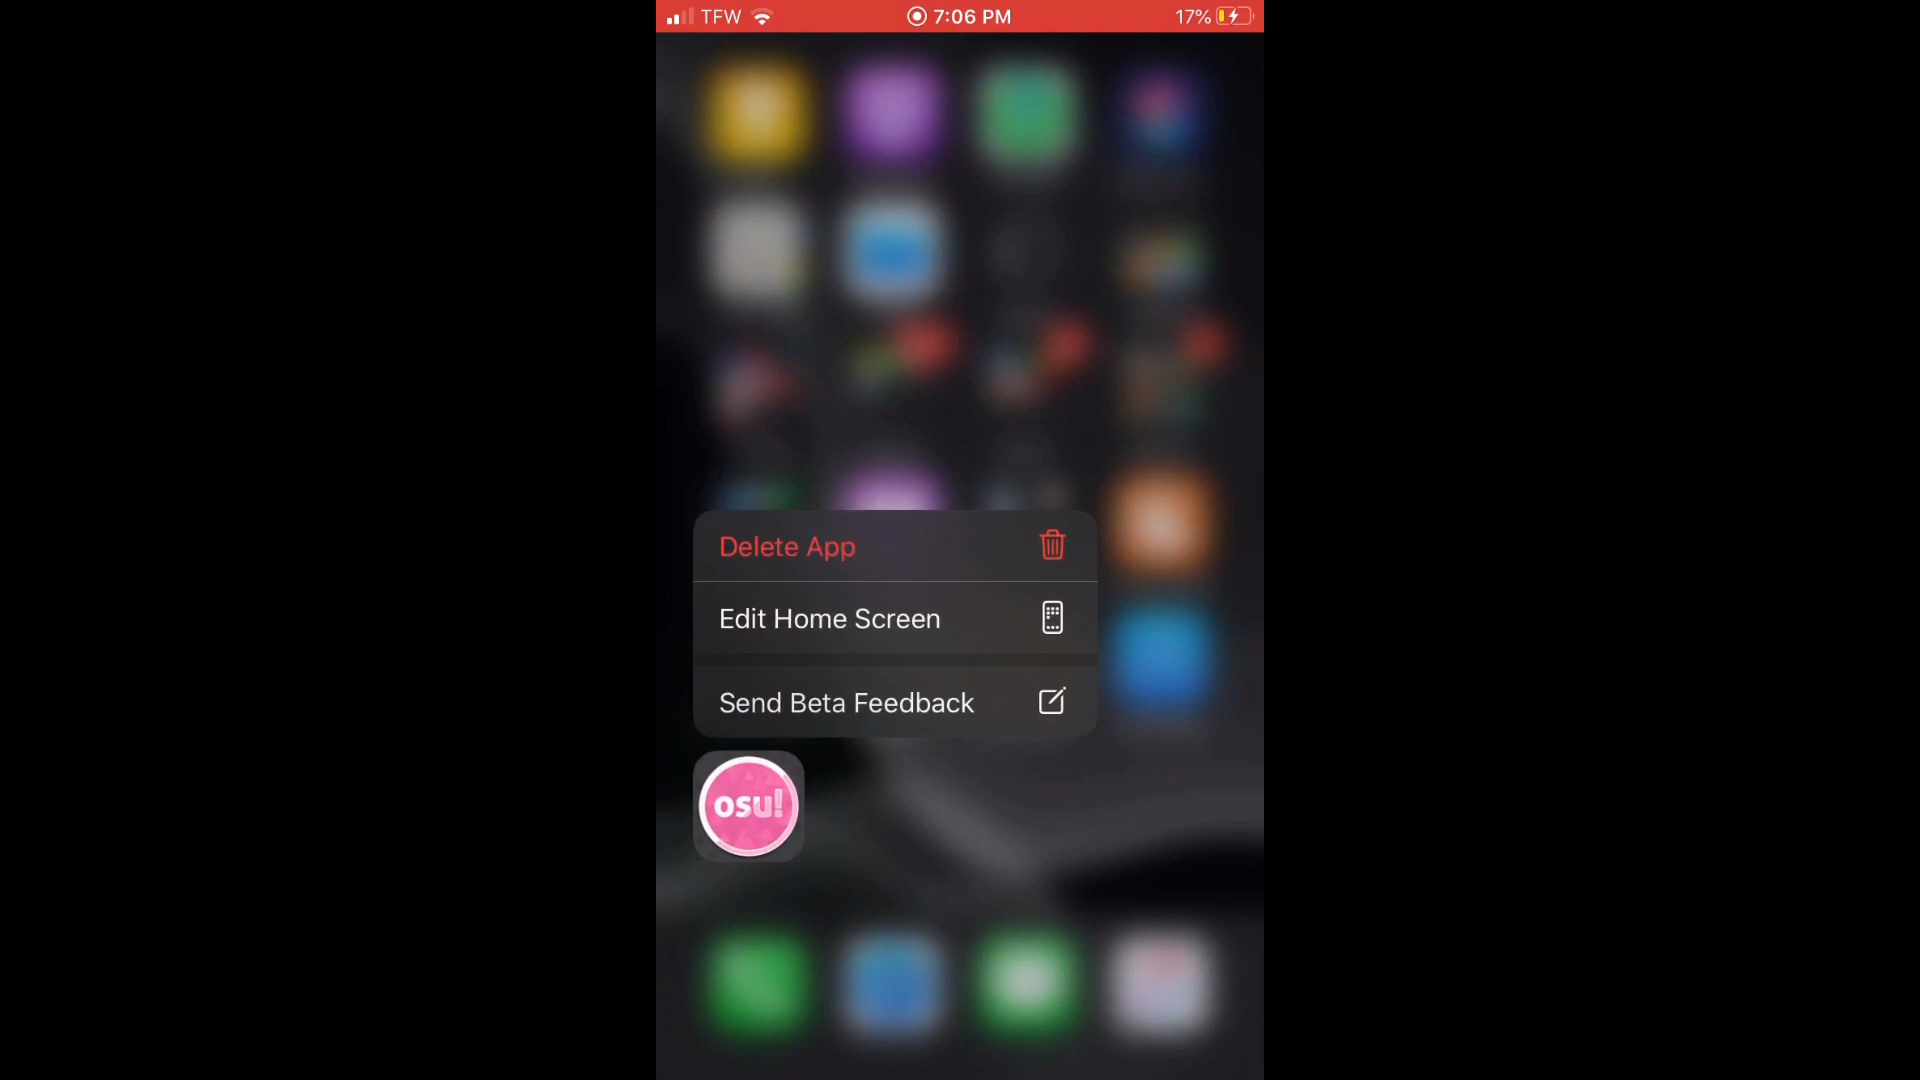 TFW 7:06 PM 17%
Delete App
Edit Home Screen
Send Beta Feedback
osu!